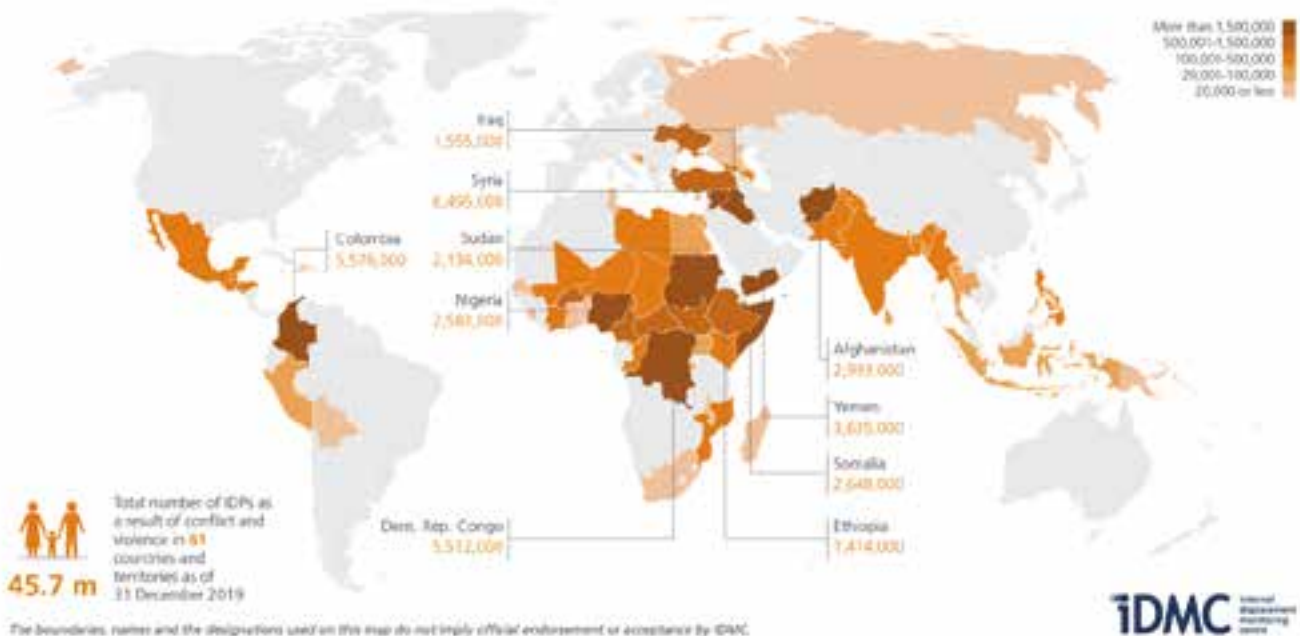 More than 1,500,000
500,001-1,500,000
100,001-500,000
20,001-100,000
20,000 or less
Iraq
1,555,000
Syria
6,495,000
Colombia
5,576,000
Sudan
2,134,000
Nigeria
2,583,000
Afghanistan
2,993,000
Yemen
3,635,000
Somalia
2,648,000
Dem. Rep. Congo
5,512,000
Ethiopia
1,414,000
45.7 m
Total number of IDPs as
a result of conflict and
violence in 61
countries and
territories as of
31 December 2019
iDMC
internal
displacement
monitoring
centre
The boundaries, names and the designations used on this map do not imply official endorsement or acceptance by IDMC.